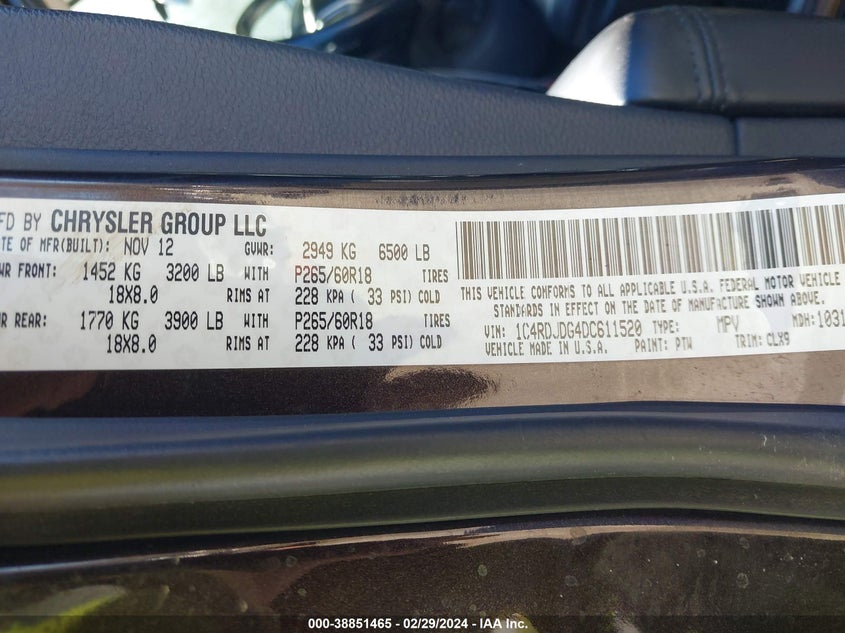 MFD BY CHRYSLER GROUP LLC
DATE OF MFR(BUILT): NOV 12 GVWR: 2949 KG 6500 LB
FRONT: 1452 KG 3200 LB WITH P265/60R18 TIRES
18X8.0 RIMS AT 228 KPA ( 33 PSI) COLD
REAR: 1770 KG 3900 LB WITH P265/60R18 TIRES
18X8.0 RIMS AT 228 KPA ( 33 PSI) COLD
THIS VEHICLE CONFORMS TO ALL APPLICABLE U.S.A. FEDERAL MOTOR VEHICLE
STANDARDS IN EFFECT ON THE DATE OF MANUFACTURE SHOWN ABOVE.
VIN: 1C4RDJDG4DC611520 TYPE: MPV MDH: 1031
VEHICLE MADE IN U.S.A. PAINT: PTW TRIM: CLX9
000-38851465 - 02/29/2024 - IAA Inc.